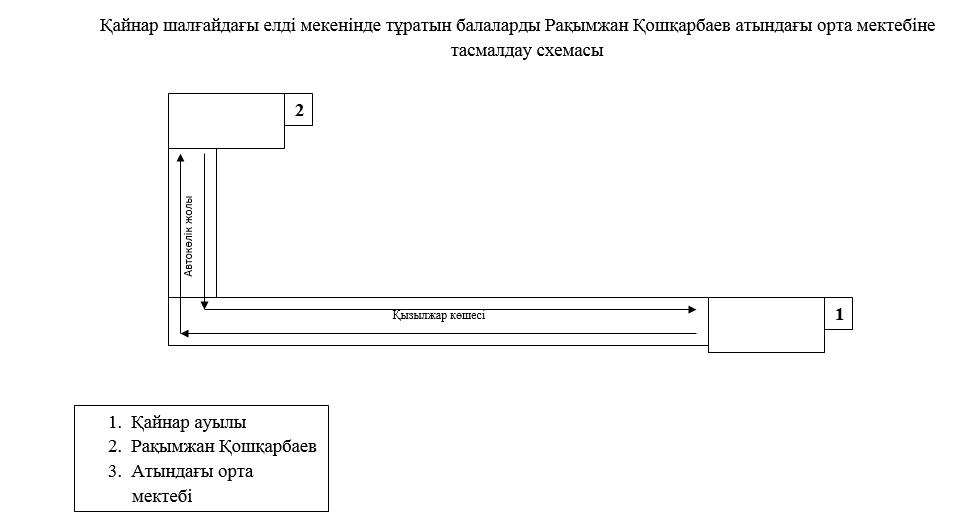 Қайнар шалғайдағы елді мекенінде тұратын балаларды Рақымжан Қошқарбаев атындағы орта мектебіне
тасмалдау схемасы
2
Автокөлік жолы
Қызылжар көшесі
1
1. Қайнар ауылы
2. Рақымжан Қошқарбаев
3. Атындағы орта
мектебі